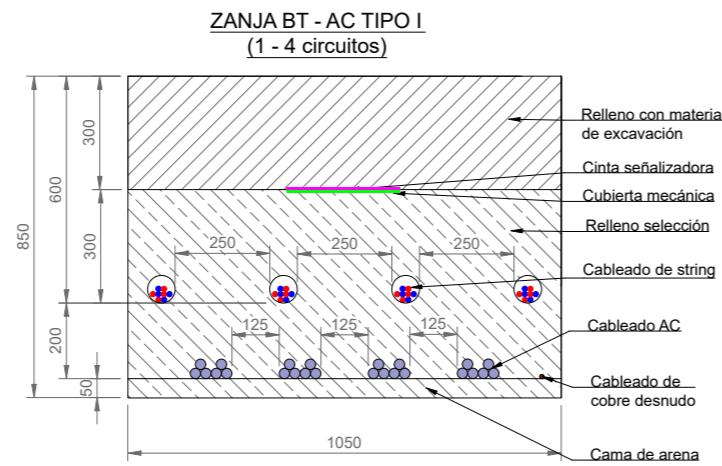 ZANJA BT - AC TIPO I
(1 - 4 circuitos)
850
600
300
300
200
50
250
250
250
125
125
125
1050
Relleno con materia
de excavación
Cinta señalizadora
Cubierta mecánica
Relleno selección
Cableado de string
Cableado AC
Cableado de
cobre desnudo
Cama de arena